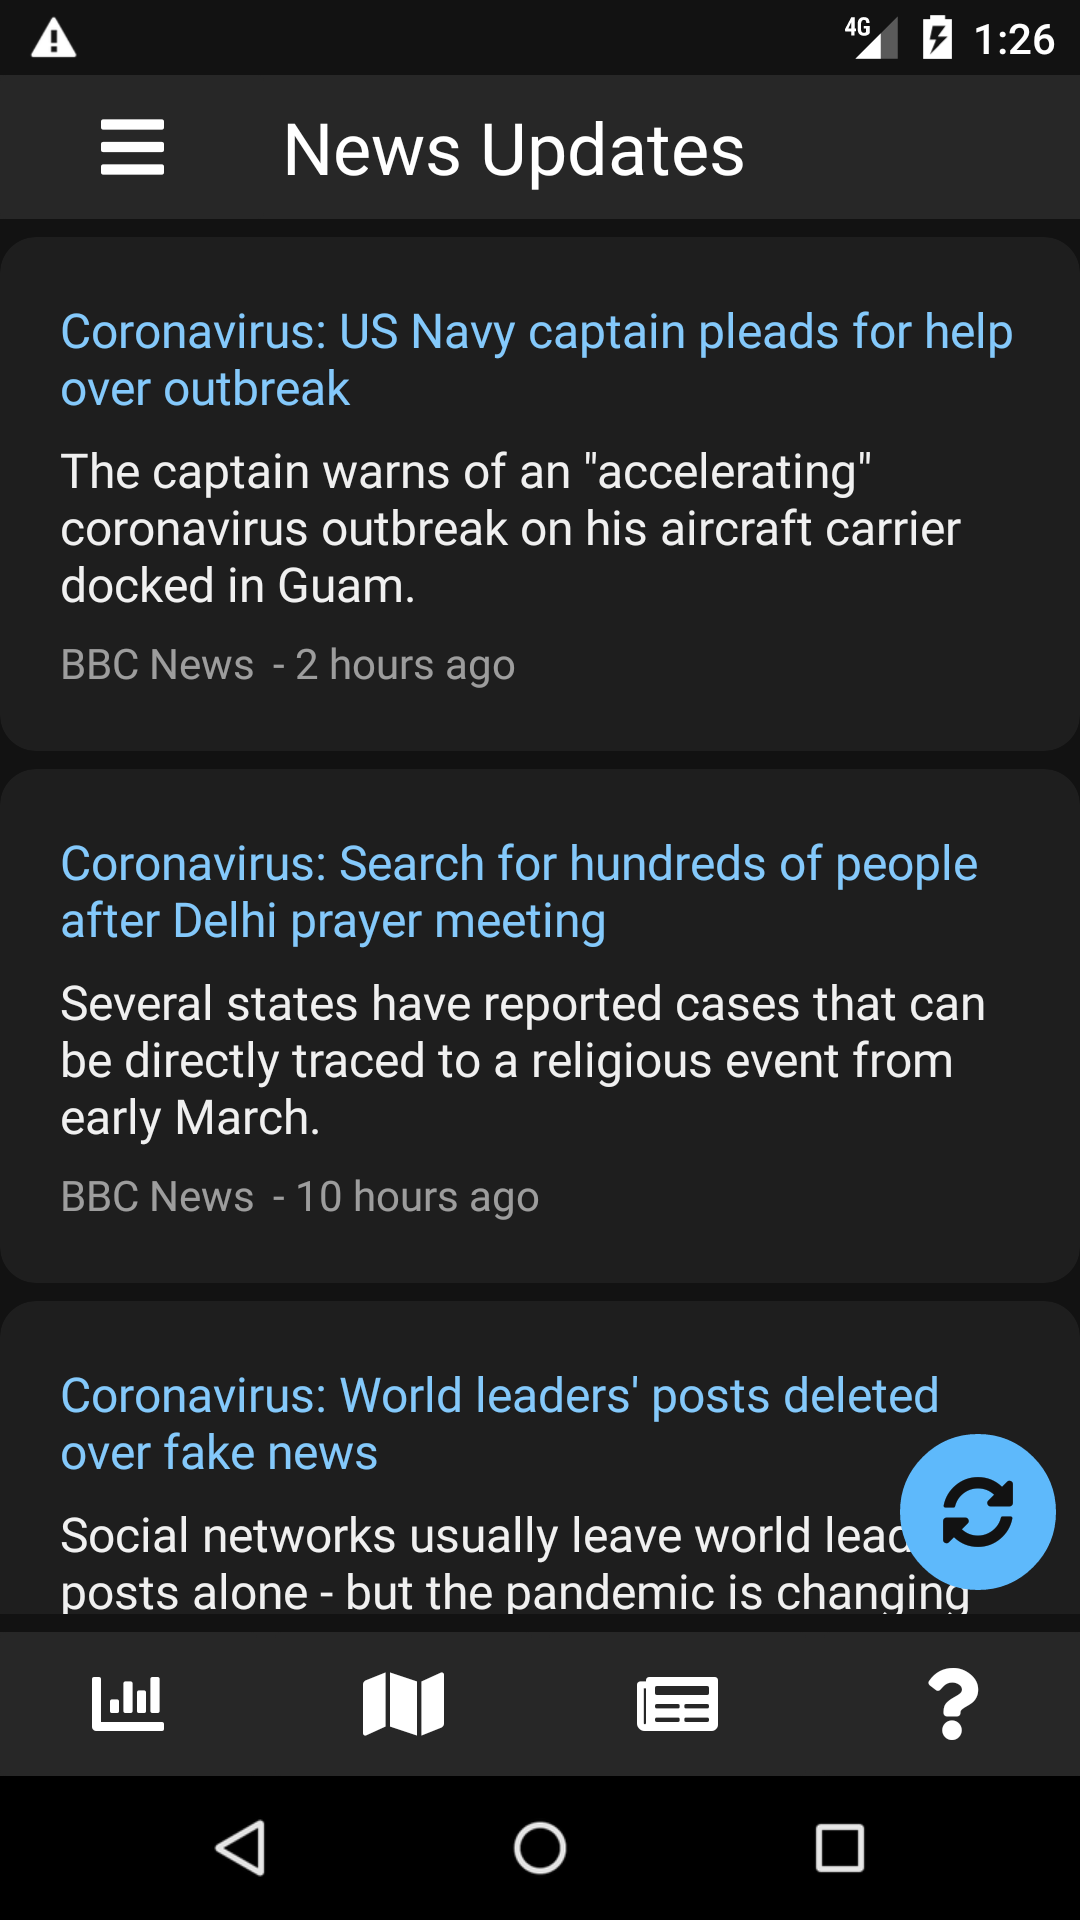 4G 1:26
News Updates
Coronavirus: US Navy captain pleads for help
over outbreak
The captain warns of an "accelerating"
coronavirus outbreak on his aircraft carrier
docked in Guam.
BBC News - 2 hours ago
Coronavirus: Search for hundreds of people
after Delhi prayer meeting
Several states have reported cases that can
be directly traced to a religious event from
early March.
BBC News - 10 hours ago
Coronavirus: World leaders' posts deleted
over fake news
Social networks usually leave world
posts alone - but the pandemic is changing